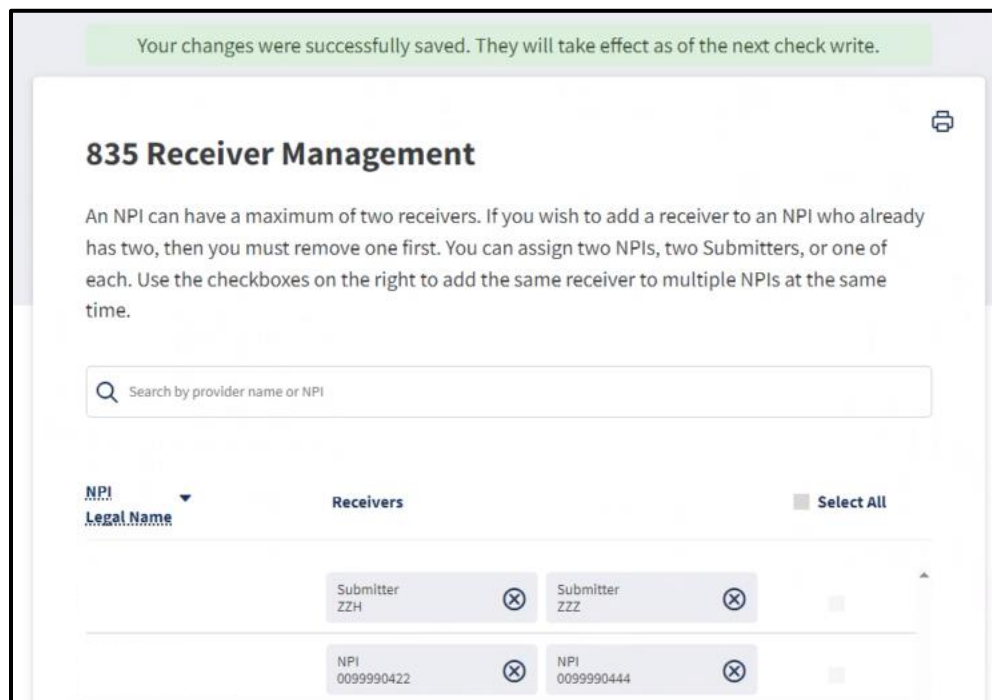 Your changes were successfully saved. They will take effect as of the next check write.
835 Receiver Management
An NPI can have a maximum of two receivers. If you wish to add a receiver to an NPI who already
has two, then you must remove one first. You can assign two NPIs, two Submitters, or one of
each. Use the checkboxes on the right to add the same receiver to multiple NPIs at the same
time.
Search by provider name or NPI
NPI
Legal Name
Receivers
Select All
Submitter
ZZH
Submitter
ZZZ
NPI
0099990422
NPI
0099990444